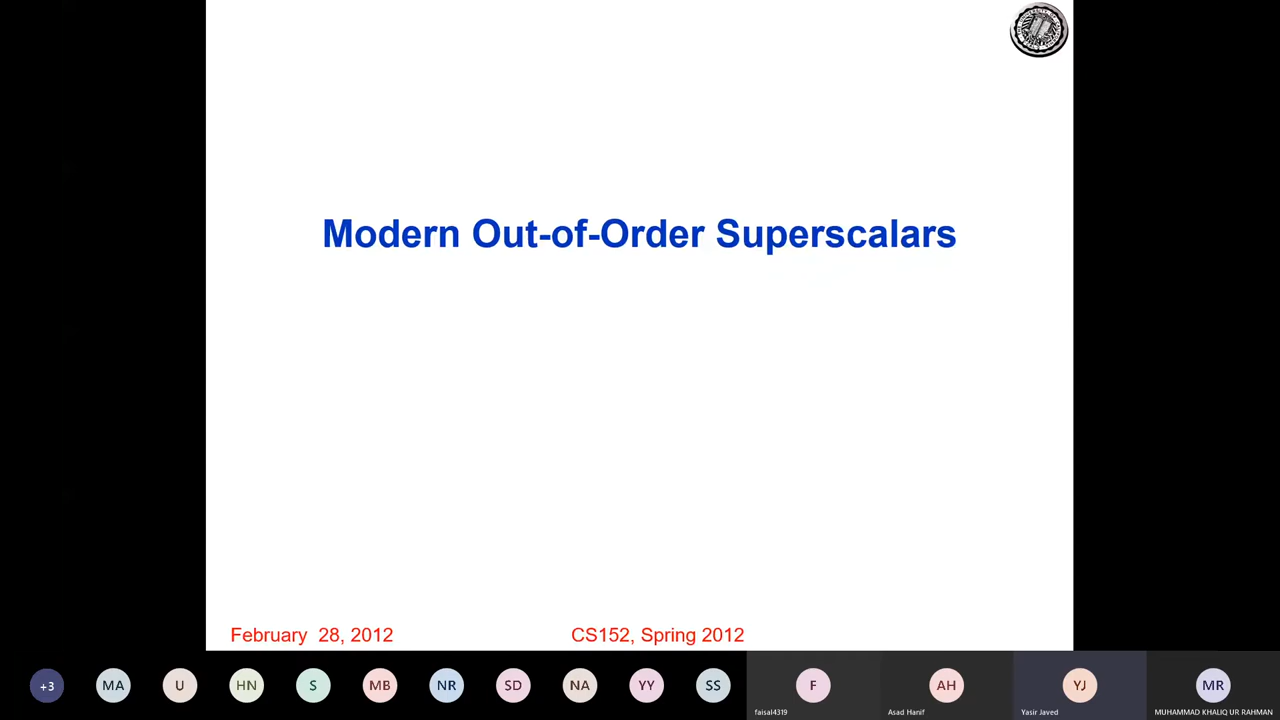 Modern Out-of-Order Superscalars
February 28, 2012
CS152, Spring 2012
+3
MA
U
HN
S
MB
NR
SD
NA
YY
SS
F
AH
YJ
MR
faisal4319
Asad Hanif
Yasir Javed
MUHAMMAD KHALIQ UR RAHMAN